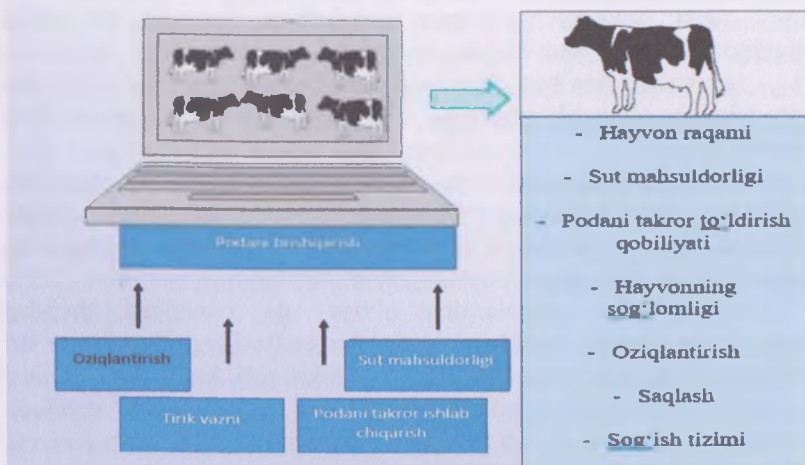 Podani boshqarish
Oziqlantirish
Sut mahsuldorligi
Tirik vazni
Podani takror ishlab
chiqarish
- Hayvon raqami
- Sut mahsuldorligi
- Podani takror to‘ldirish
qobiliyati
- Hayvonning
sog‘lomligi
- Oziqlantirish
- Saqlash
- Sog‘ish tizimi